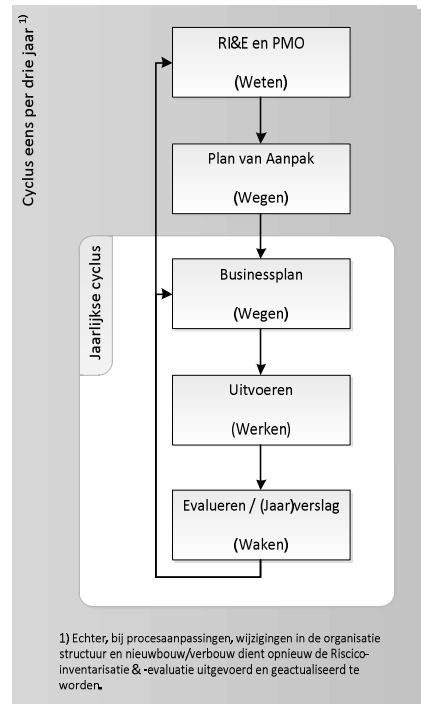 Cyclus eens per drie jaar 1)
RI&E en PMO
(Weten)
Plan van Aanpak
(Wegen)
Jaarlijkse cyclus
Businessplan
(Wegen)
Uitvoeren
(Werken)
Evalueren / (Jaar)verslag
(Waken)
1) Echter, bij procesaanpassingen, wijzigingen in de organisatie
structuur en nieuwbouw/verbouw dient opnieuw de Riscico-
inventarisatie & -evaluatie uitgevoerd en geactualiseerd te
worden.